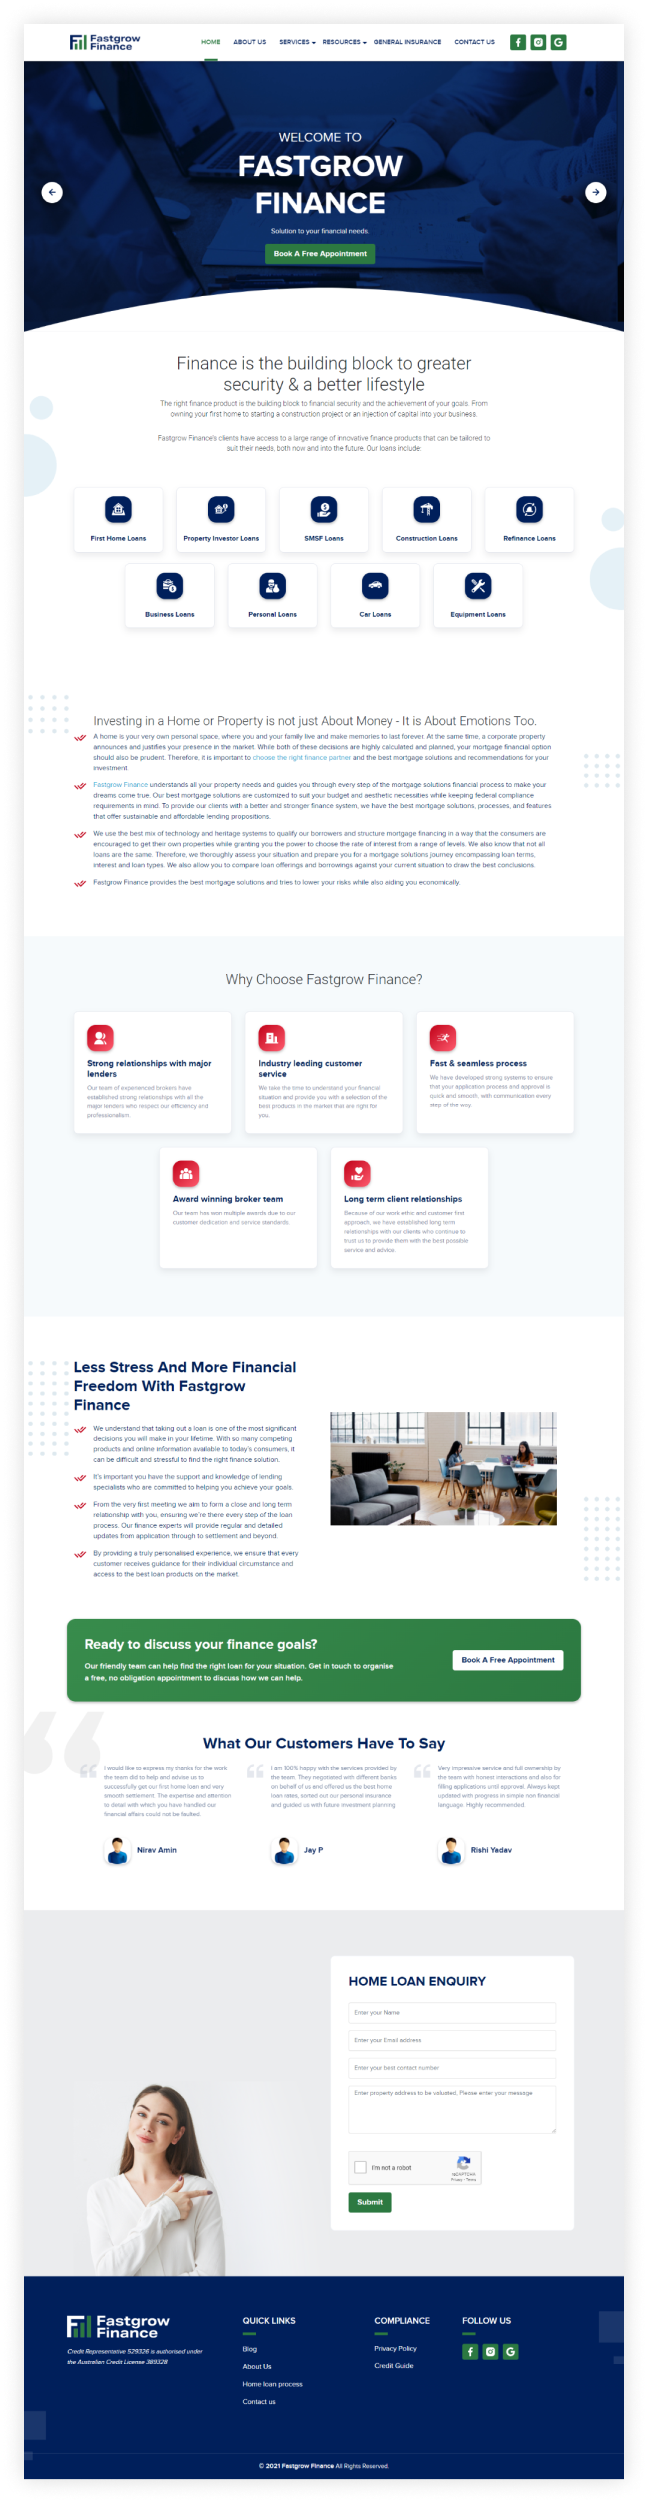 Fastgrow
Finance
HOME ABOUT US SERVICES RESOURCES GENERAL INSURANCE CONTACT US
WELCOME TO
FASTGROW
FINANCE
Solution to your financial needs.
Book A Free Appointment
Finance is the building block to greater
security & a better lifestyle
The right finance product is the building block to financial security and the achievement of your goals. From
owning your first home to starting a construction project or an injection of capital into your business.
Fastgrow Finance's clients have access to a large range of innovative finance products that can be tailored to
suit their needs, both now and into the future. Our loans include:
First Home Loans
Property Investor Loans
SMSF Loans
Construction Loans
Refinance Loans
Business Loans
Personal Loans
Car Loans
Equipment Loans
Investing in a Home or Property is not just About Money - It is About Emotions Too.
A home is your very own personal space, where you and your family live and make memories to last forever. At the same time, a corporate property
announces and justifies your presence in the market. While both of these decisions are highly calculated and planned, your mortgage financial option
should also be prudent. Therefore, it is important to choose the right finance partner and the best mortgage solutions and recommendations for your
investment.
Fastgrow Finance understands all your property needs and guides you through every step of the mortgage solutions financial process to make your
dreams come true. Our best mortgage solutions are customized to suit your budget and aesthetic necessities while keeping federal compliance
requirements in mind. To provide our clients with a better and stronger finance system, we have the best mortgage solutions, processes, and features
that offer sustainable and affordable lending propositions.
We use the best mix of technology and heritage systems to qualify our borrowers and structure mortgage financing in a way that the consumers are
encouraged to get their own properties while granting you the power to choose the rate of interest from a range of levels. We also know that not all
loans are the same. Therefore, we thoroughly assess your situation and prepare you for a mortgage solutions journey encompassing loan terms,
interest and loan types. We also allow you to compare loan offerings and borrowings against your current situation to draw the best conclusions.
Fastgrow Finance provides the best mortgage solutions and tries to lower your risks while also aiding you economically.
Why Choose Fastgrow Finance?
Strong relationships with major
lenders
Our team of experienced brokers have
established strong relationships with all the
major lenders who respect our efficiency and
professionalism.
Industry leading customer
service
We take the time to understand your financial
situation and provide you with a selection of the
best products in the market that are right for
you.
Fast & seamless process
We have developed strong systems to ensure
that your application process and approval is
quick and smooth, with communication every
step of the way.
Award winning broker team
Our team has won multiple awards due to our
customer dedication and service standards.
Long term client relationships
Because of our work ethic and customer first
approach, we have established long term
relationships with our clients who continue to
trust us to provide them with the best possible
service and advice.
Less Stress And More Financial
Freedom With Fastgrow
Finance
We understand that taking out a loan is one of the most significant
decisions you will make in your lifetime. With so many competing
products and online information available to today's consumers, it
can be difficult and stressful to find the right finance solution.
It's important you have the support and knowledge of lending
specialists who are committed to helping you achieve your goals.
From the very first meeting we aim to form a close and long term
relationship with you, ensuring we're there every step of the loan
process. Our finance experts will provide regular and detailed
updates from application through to settlement and beyond.
By providing a truly personalised experience, we ensure that every
customer receives guidance for their individual circumstance and
access to the best loan products on the market.
Ready to discuss your finance goals?
Our friendly team can help find the right loan for your situation. Get in touch to organise
a free, no obligation appointment to discuss how we can help.
Book A Free Appointment
What Our Customers Have To Say
I would like to express my thanks for the work
the team did to help and advise us to
successfully get our first home loan and very
smooth settlement. The expertise and attention
to detail with which you have handled our
financial affairs could not be faulted.
Nirav Amin
I am 100% happy with the services provided by
the team. They negotiated with different banks
on behalf of us and offered us the best home
loan rates, sorted out our personal insurance
and guided us with future investment planning
Jay P
Very impressive service and full ownership by
the team with honest interactions and also for
filling applications until approval. Always kept
updated with progress in simple non financial
language. Highly recommended.
Rishi Yadav
HOME LOAN ENQUIRY
Enter your Name
Enter your Email address
Enter your best contact number
Enter property address to be valuated, Please enter your message
I'm not a robot
reCAPTCHA
Privacy - Terms
Submit
Fastgrow
Finance
Credit Representative 529326 is authorised under
the Australian Credit License 389328
QUICK LINKS
Blog
About Us
Home loan process
Contact us
COMPLIANCE
Privacy Policy
Credit Guide
FOLLOW US
© 2021 Fastgrow Finance All Rights Reserved.